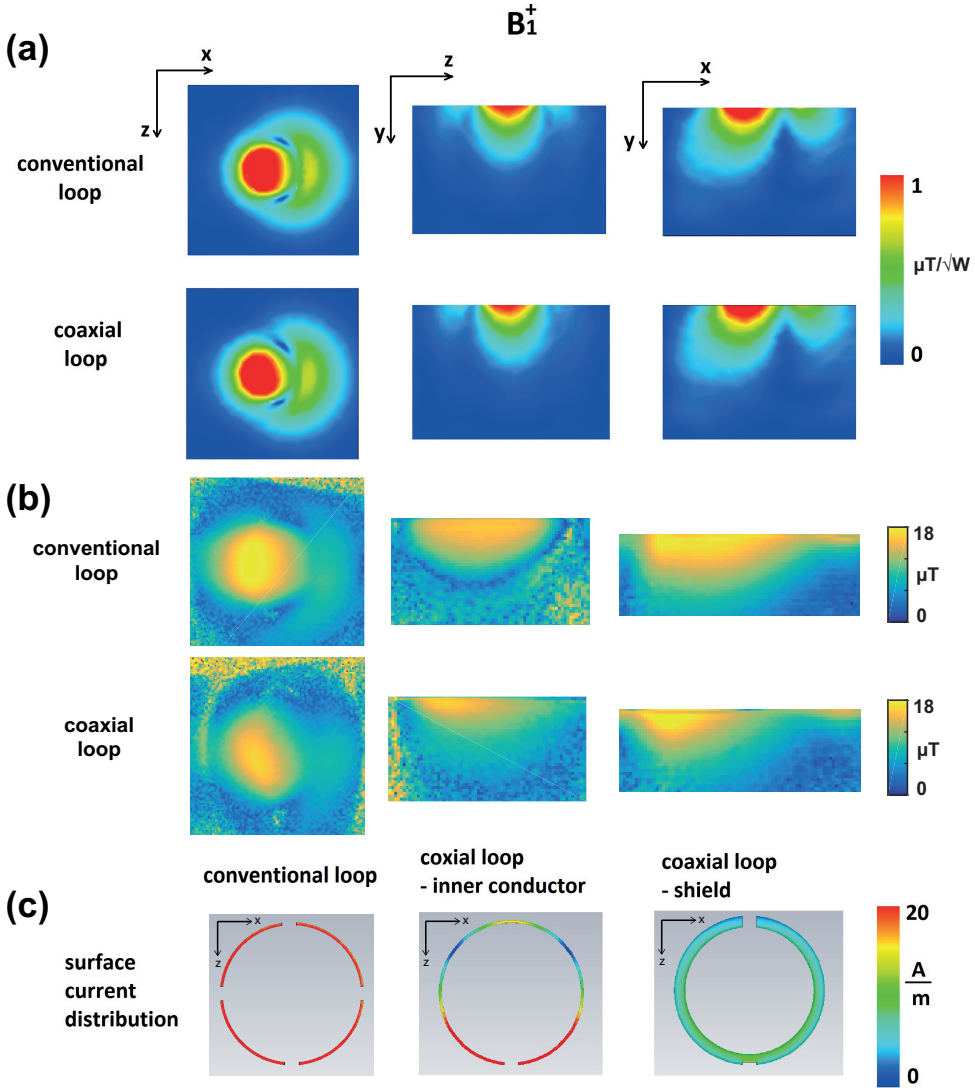 B₁⁺
(a)
x
z
z
y
x
y
conventional
loop
coaxial
loop
1
µT/√W
0
(b)
conventional
loop
18
µT
0
coaxial
loop
18
µT
0
(c)
conventional loop
coxial loop
- inner conductor
coaxial loop
- shield
surface
current
distribution
x
z
x
z
x
z
20
A
m
0